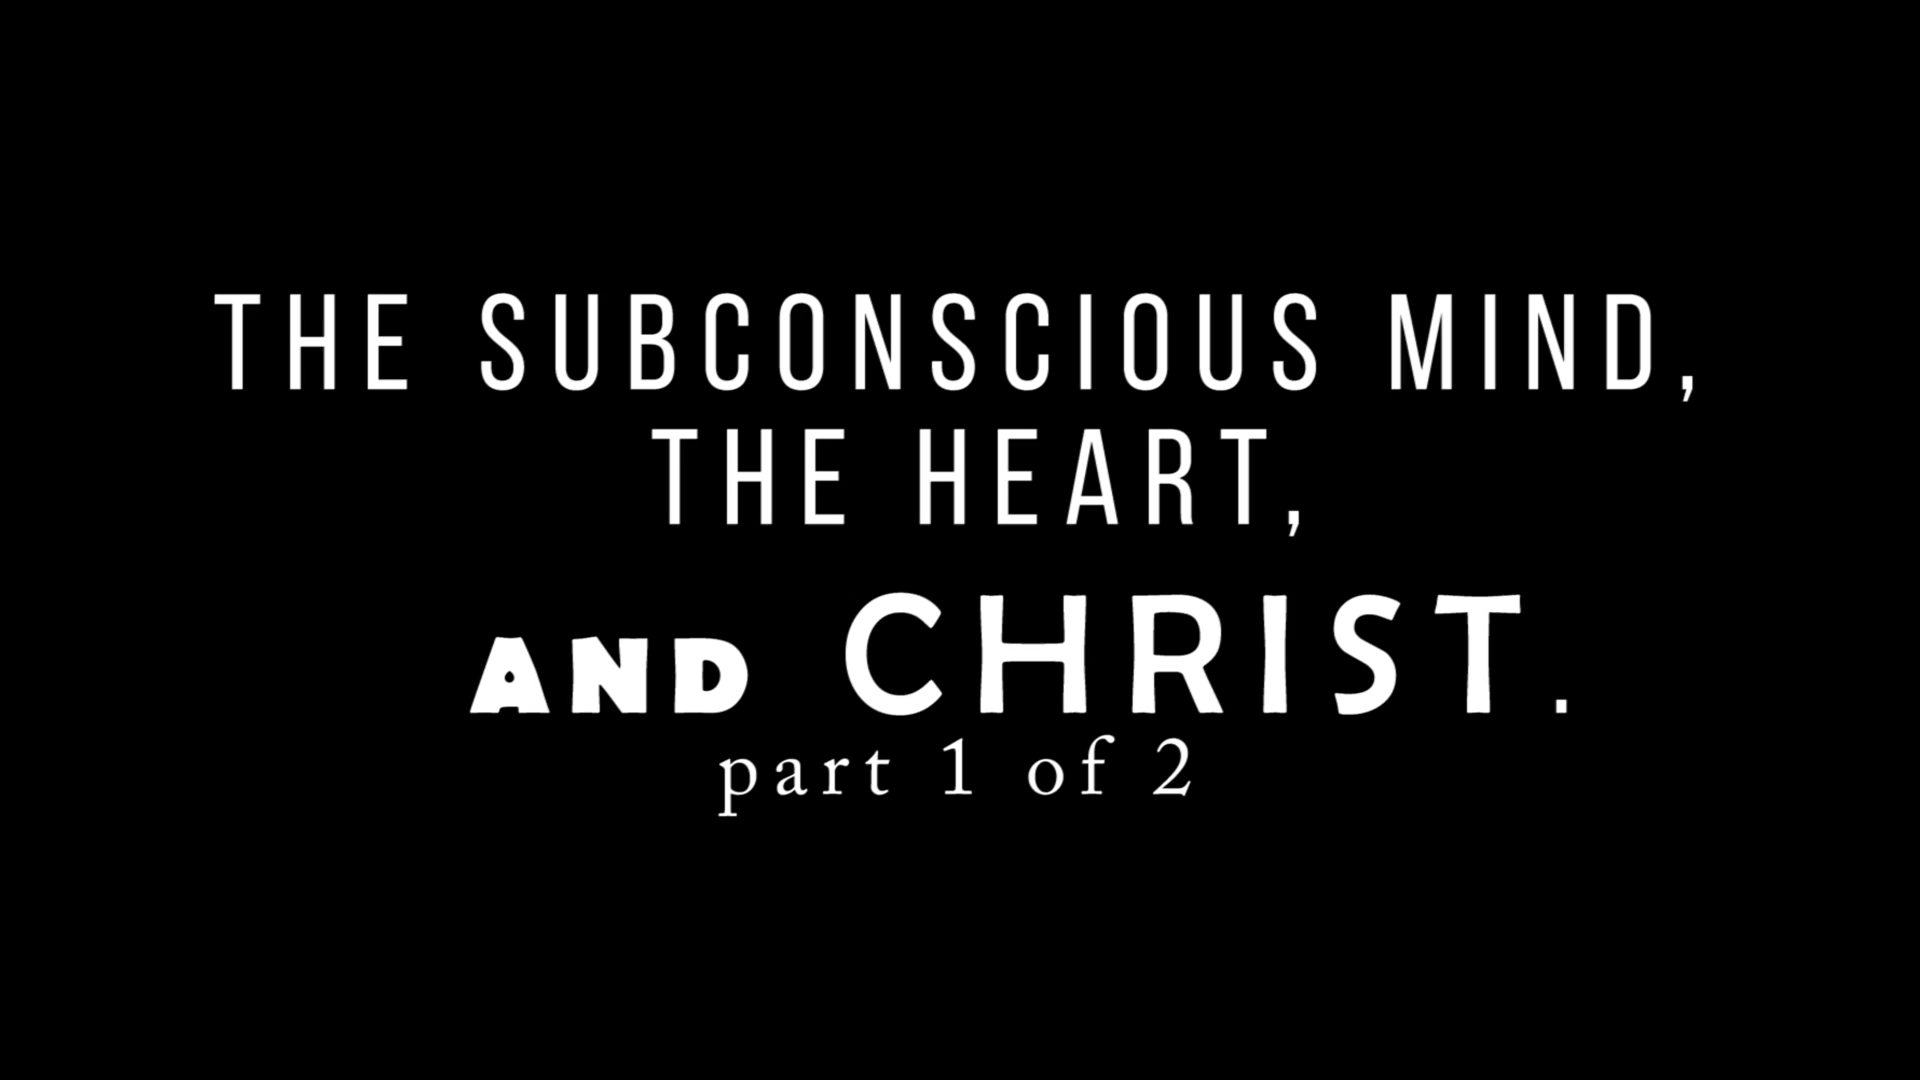 THE SUBCONSCIOUS MIND,
THE HEART,
AND CHRIST.
part 1 of 2